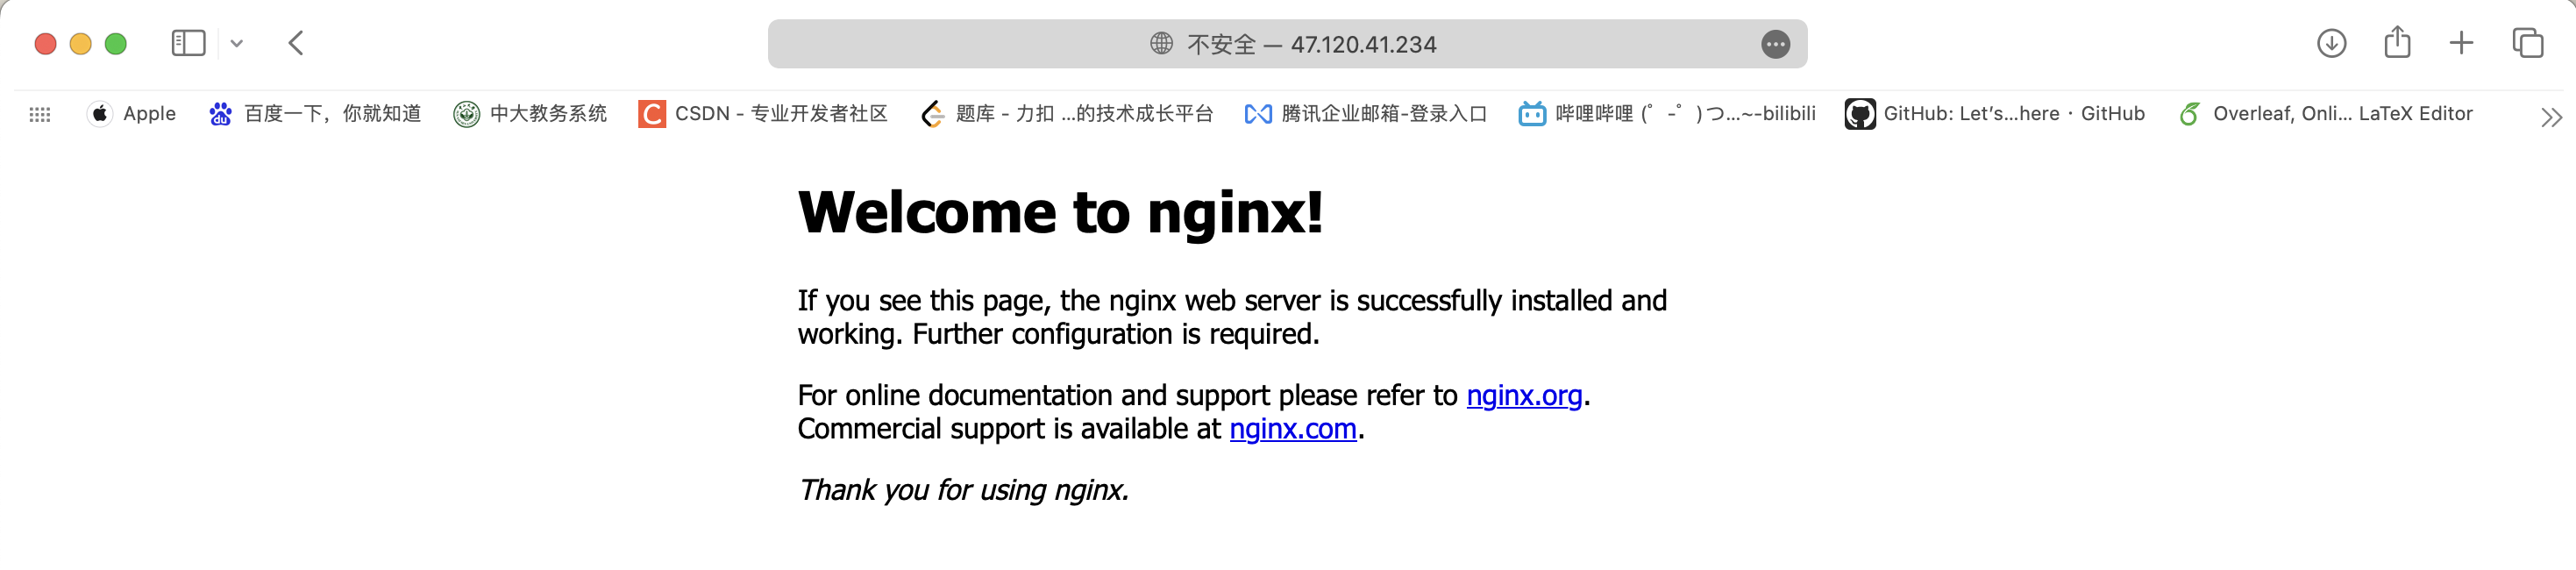 不安全 — 47.120.41.234
Apple 百度一下，你就知道 中大教务系统 CSDN - 专业开发者社区 题库 - 力扣 ...的技术成长平台 腾讯企业邮箱-登录入口 哔哩哔哩 (゜-゜)つ...~-bilibili GitHub: Let's...here · GitHub Overleaf, Onli... LaTeX Editor
Welcome to nginx!
If you see this page, the nginx web server is successfully installed and
working. Further configuration is required.
For online documentation and support please refer to nginx.org.
Commercial support is available at nginx.com.
Thank you for using nginx.